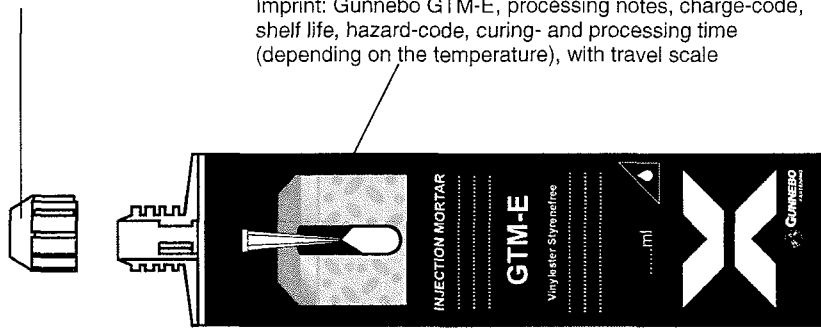 Imprint: Gunnebo GTM-E, processing notes, charge-code,
shelf life, hazard-code, curing- and processing time
(depending on the temperature), with travel scale
INJECTION MORTAR
GTM-E
Vinylester Styrenefree
......ml
GUNNEBO
FASTENING